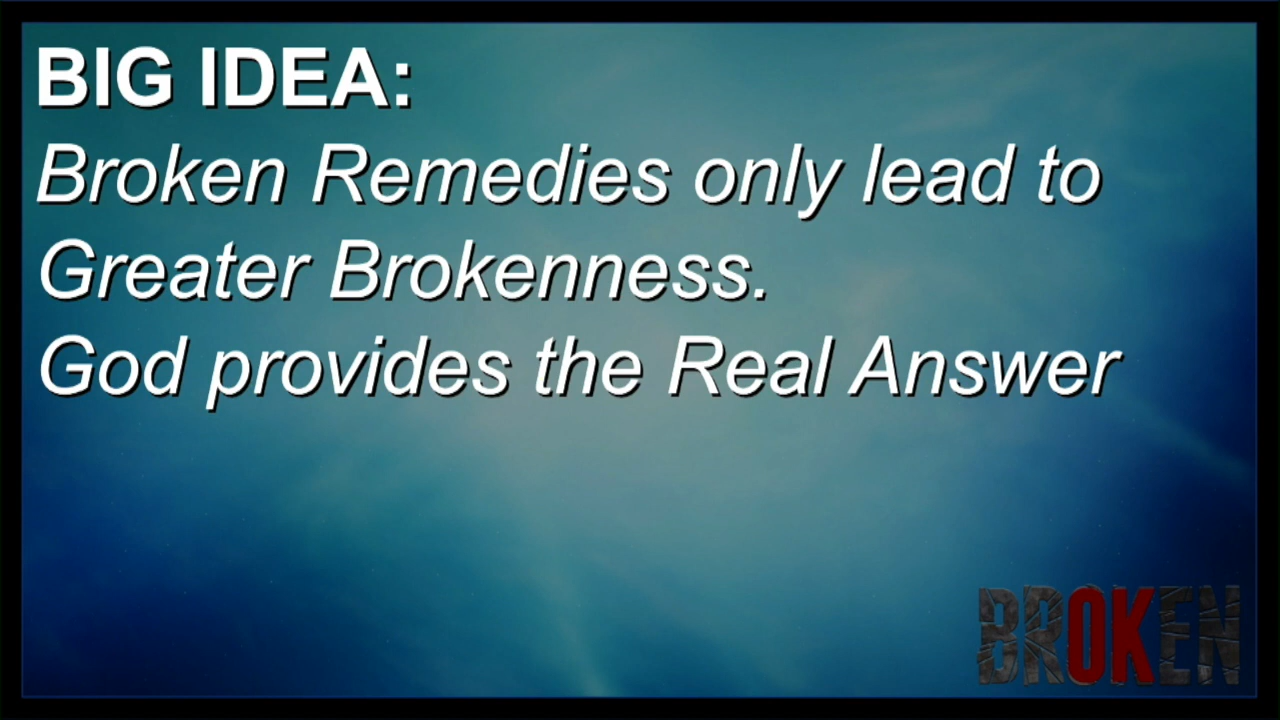 BIG IDEA:
Broken Remedies only lead to
Greater Brokenness.
God provides the Real Answer
BROKEN